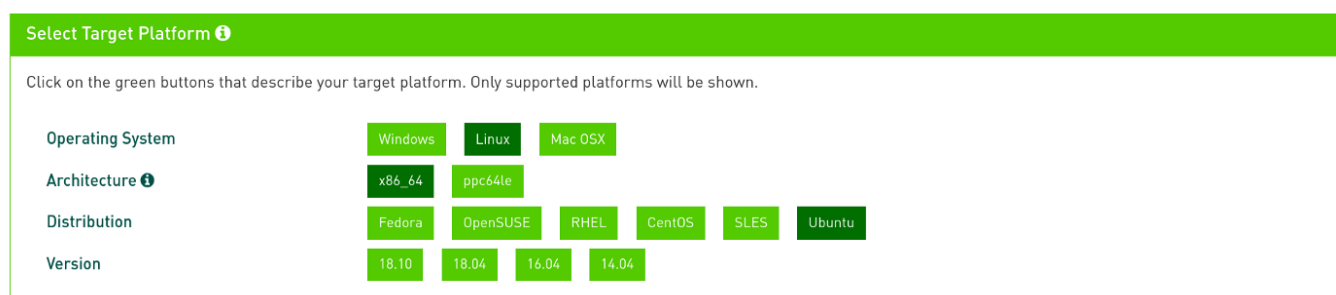 Select Target Platform
Click on the green buttons that describe your target platform. Only supported platforms will be shown.
Operating System Windows Linux Mac OSX
Architecture x86_64 ppc64le
Distribution Fedora OpenSUSE RHEL CentOS SLES Ubuntu
Version 18.10 18.04 16.04 14.04